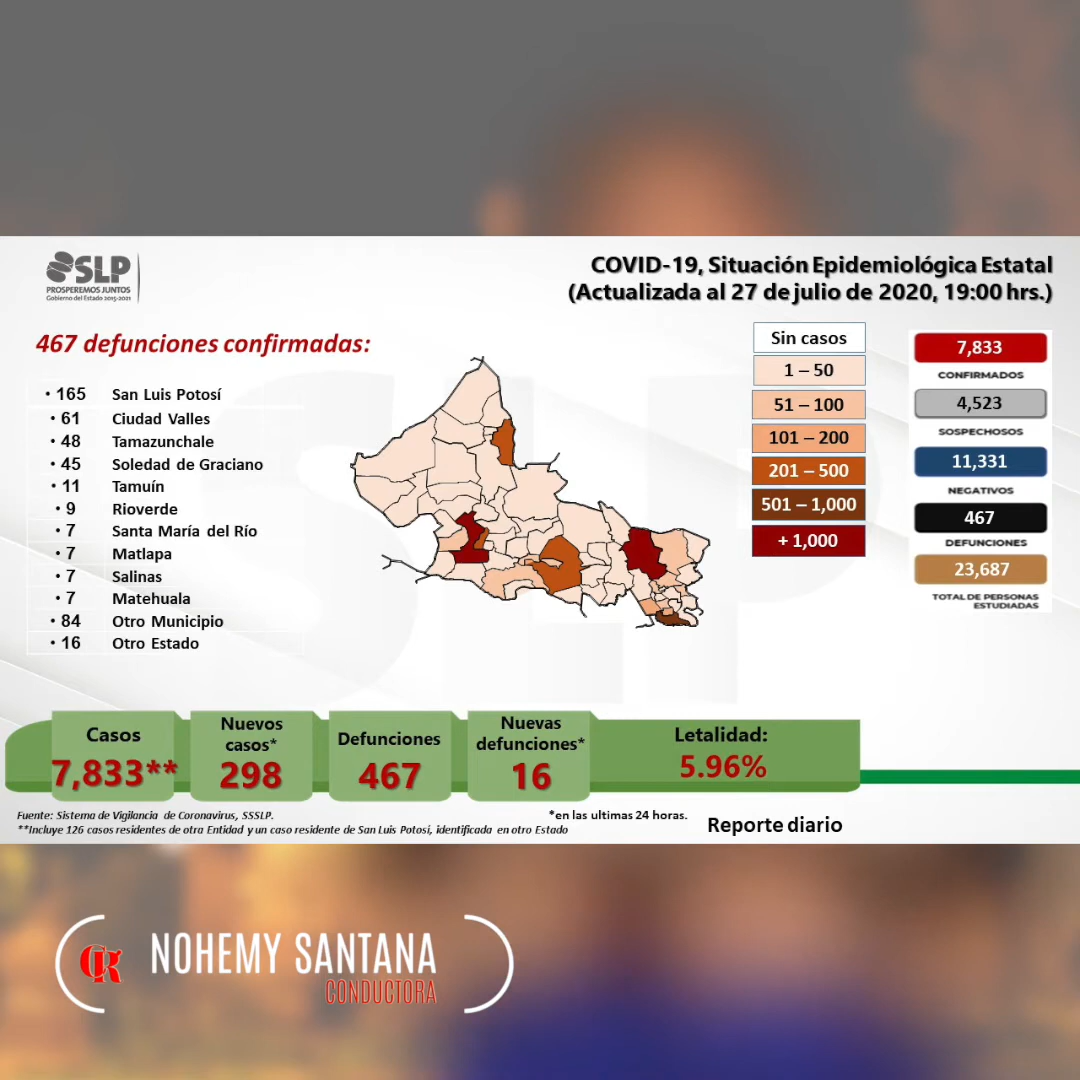 SLP
PROSPEREMOS JUNTOS
Gobierno del Estado 2015-2021
COVID-19, Situación Epidemiológica Estatal
(Actualizada al 27 de julio de 2020, 19:00 hrs.)
467 defunciones confirmadas:
• 165 San Luis Potosí
• 61 Ciudad Valles
• 48 Tamazunchale
• 45 Soledad de Graciano
• 11 Tamuín
• 9 Rioverde
• 7 Santa María del Río
• 7 Matlapa
• 7 Salinas
• 7 Matehuala
• 84 Otro Municipio
• 16 Otro Estado
Sin casos
1 – 50
51 – 100
101 – 200
201 – 500
501 – 1,000
+ 1,000
7,833
CONFIRMADOS
4,523
SOSPECHOSOS
11,331
NEGATIVOS
467
DEFUNCIONES
23,687
TOTAL DE PERSONAS
ESTUDIADAS
Casos
7,833**
Nuevos
casos*
298
Defunciones
467
Nuevas
defunciones*
16
Letalidad:
5.96%
Fuente: Sistema de Vigilancia de Coronavirus, SSSLP.
**Incluye 126 casos residentes de otra Entidad y un caso residente de San Luis Potosí, identificada en otro Estado
*en las ultimas 24 horas.
Reporte diario
NOHEMY SANTANA
CONDUCTORA